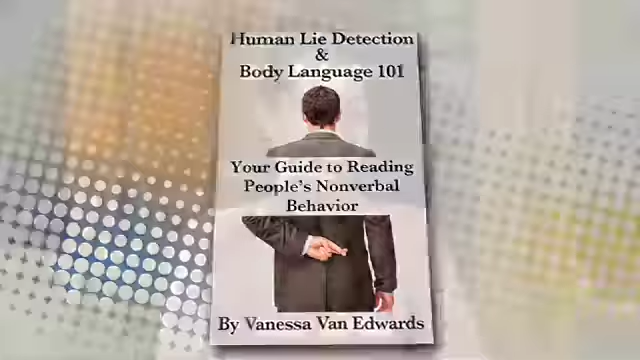 Human Lie Detection
&
Body Language 101
Your Guide to Reading
People's Nonverbal
Behavior
By Vanessa Van Edwards